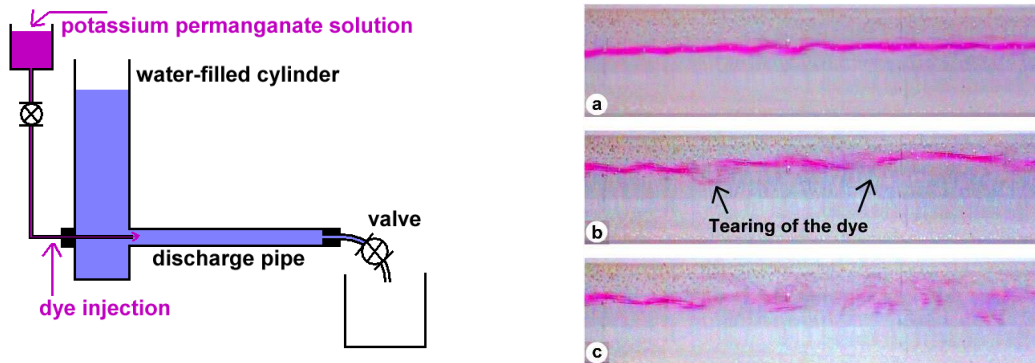 potassium permanganate solution
water-filled cylinder
valve
discharge pipe
dye injection
a
Tearing of the dye
b
c